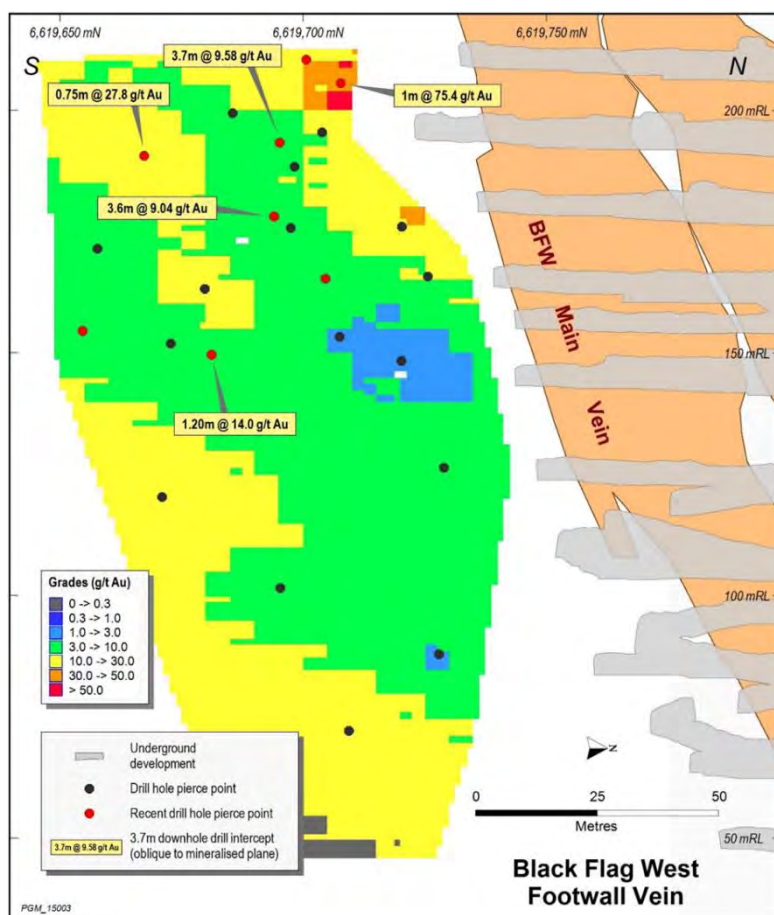 6,619,650 mN
6,619,700 mN
6,619,750 mN
S
N
3.7m @ 9.58 g/t Au
0.75m @ 27.8 g/t Au
1m @ 75.4 g/t Au
200 mRL
3.6m @ 9.04 g/t Au
BFW Main Vein
150 mRL
1.20m @ 14.0 g/t Au
100 mRL
Grades (g/t Au)
0 -> 0.3
0.3 -> 1.0
1.0 -> 3.0
3.0 -> 10.0
10.0 -> 30.0
30.0 -> 50.0
> 50.0
Underground
development
Drill hole pierce point
Recent drill hole pierce point
3.7m @ 9.58 g/t Au
3.7m downhole drill intercept
(oblique to mineralised plane)
N
0
25
50
Metres
50 mRL
Black Flag West
Footwall Vein
PGM_15003